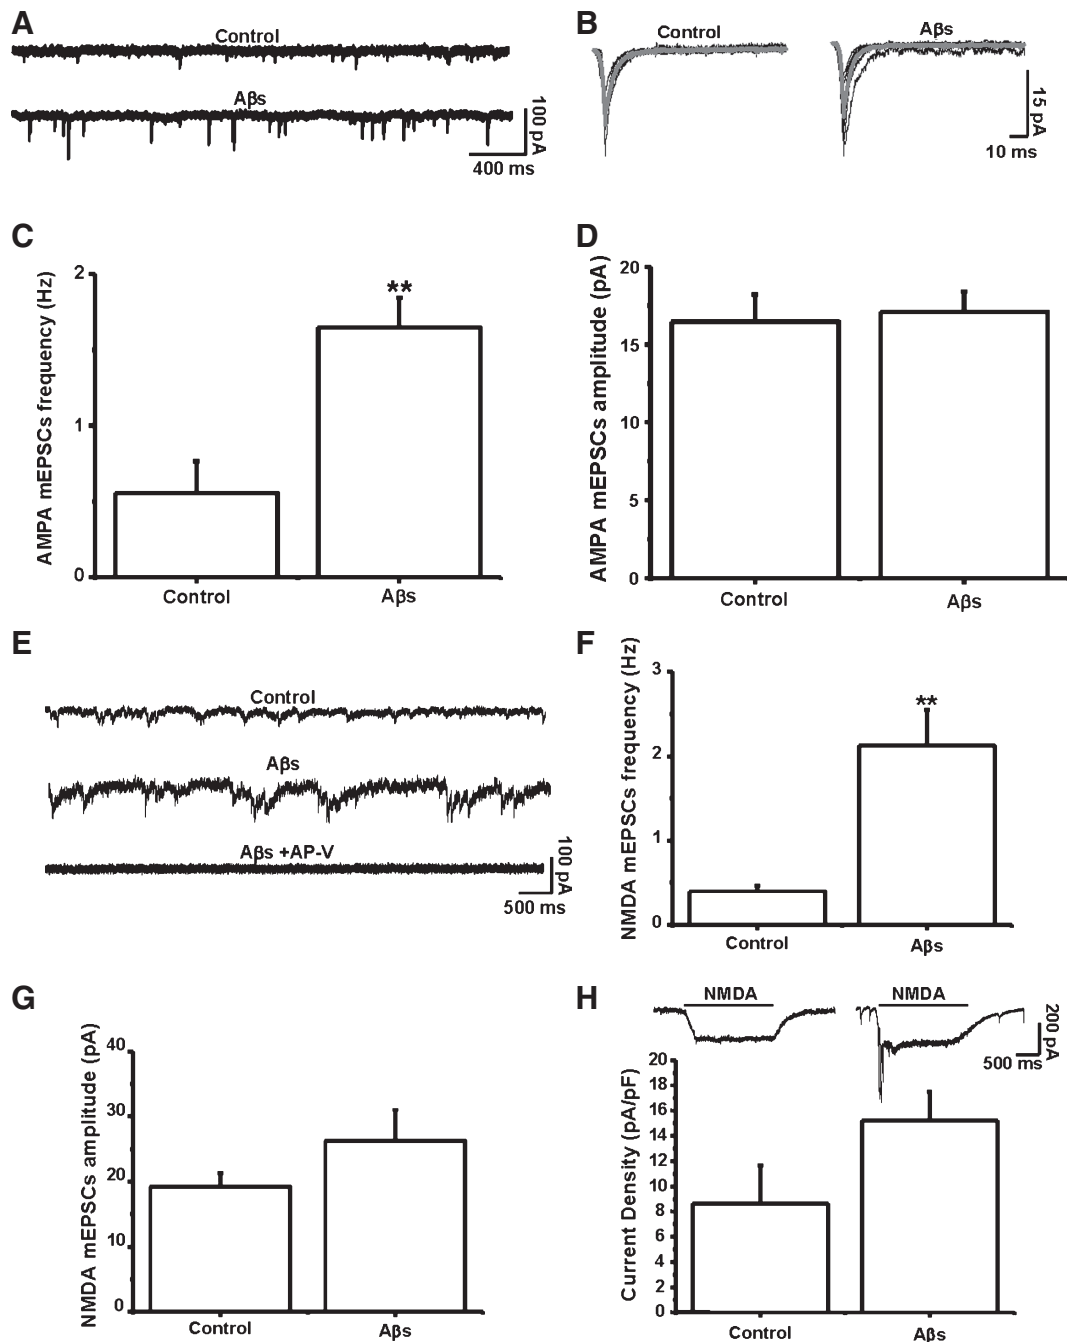 A
Control
Aβs
100 pA
400 ms
B
Control
Aβs
15 pA
10 ms
C
AMPA mEPSCs frequency (Hz)
2
1
0
**
Control
Aβs
D
AMPA mEPSCs amplitude (pA)
20
15
10
5
0
Control
Aβs
E
Control
Aβs
Aβs +AP-V
100 pA
500 ms
F
NMDA mEPSCs frequency (Hz)
3
2
1
0
**
Control
Aβs
G
NMDA mEPSCs amplitude (pA)
40
30
20
10
0
Control
Aβs
H
NMDA
NMDA
200 pA
500 ms
Current Density (pA/pF)
20
18
16
14
12
10
8
6
4
2
0
Control
Aβs